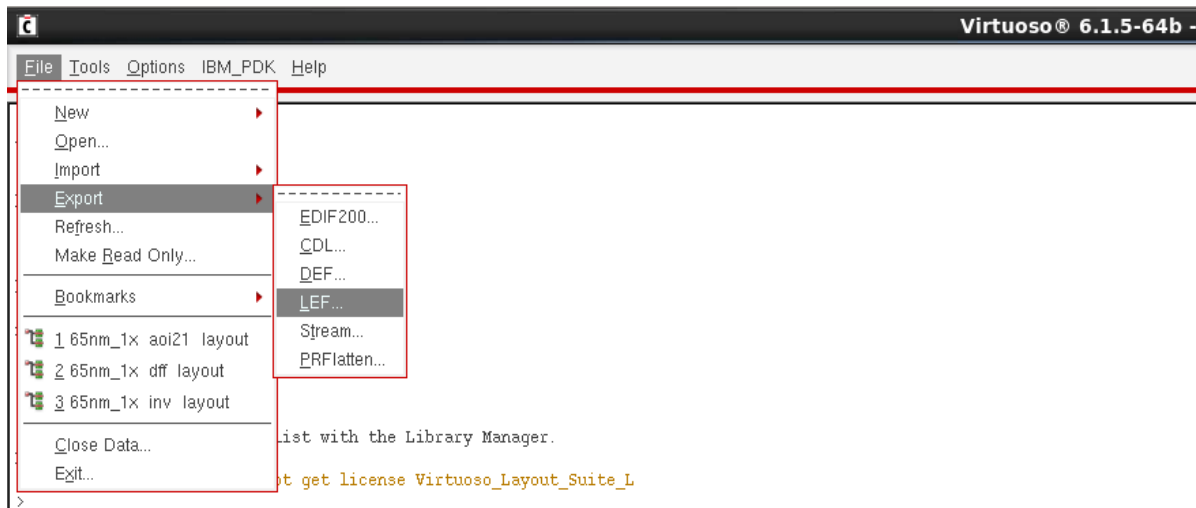 Virtuoso® 6.1.5-64b -
File Tools Options IBM_PDK Help
New
Open...
Import
Export
Refresh...
Make Read Only...
Bookmarks
1 65nm_1x aoi21 layout
2 65nm_1x dff layout
3 65nm_1x inv layout
Close Data...
Exit...
EDIF200...
CDL...
DEF...
LEF...
Stream...
PRFlatten...
list with the Library Manager.
get license Virtuoso_Layout_Suite_L
>